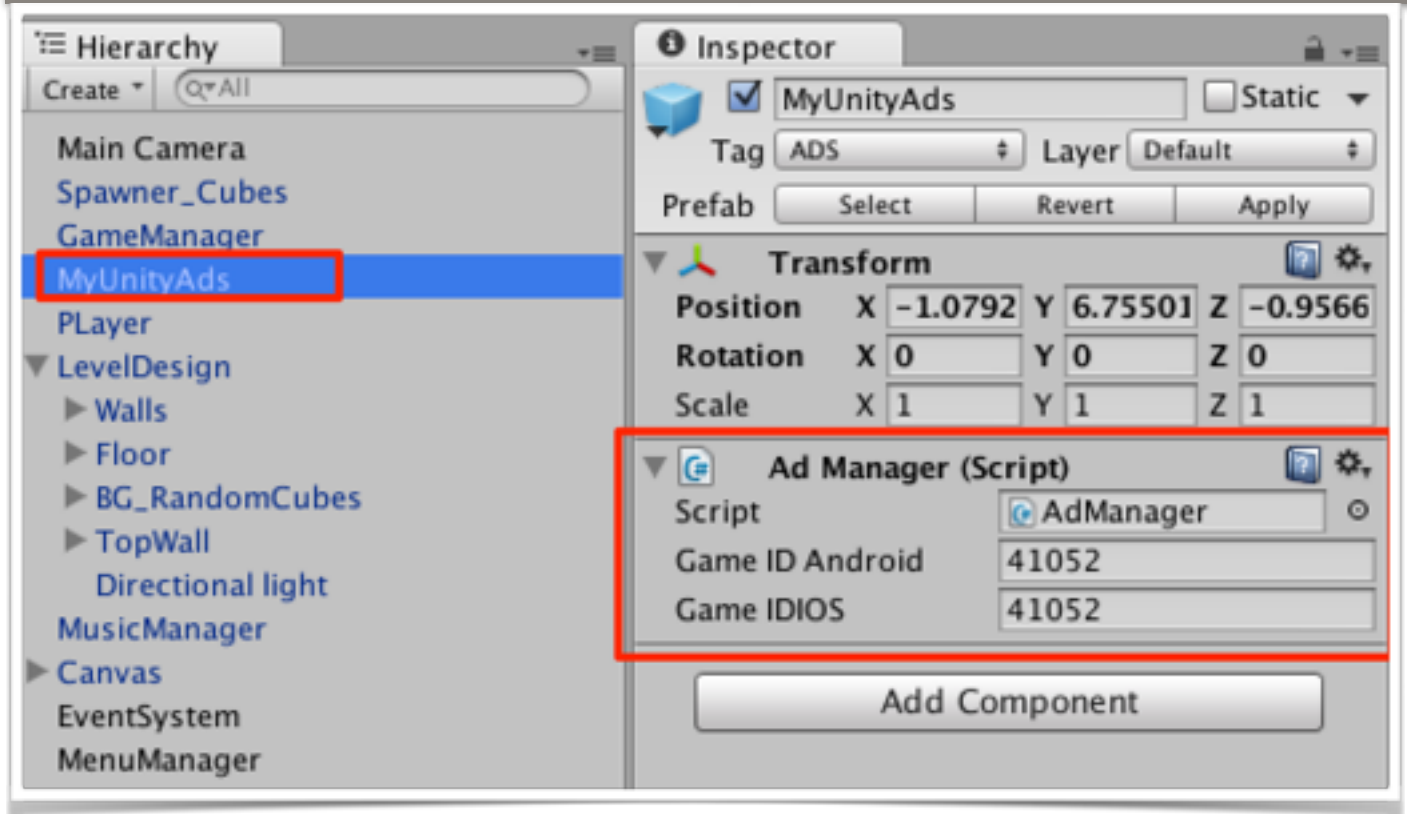 Hierarchy
Create All
Main Camera
Spawner_Cubes
GameManager
MyUnityAds
PLayer
LevelDesign
Walls
Floor
BG_RandomCubes
TopWall
Directional light
MusicManager
Canvas
EventSystem
MenuManager
Inspector
MyUnityAds Static
Tag ADS Layer Default
Prefab Select Revert Apply
Transform
Position X -1.0792 Y 6.75501 Z -0.9566
Rotation X 0 Y 0 Z 0
Scale X 1 Y 1 Z 1
Ad Manager (Script)
Script AdManager
Game ID Android 41052
Game IDIOS 41052
Add Component